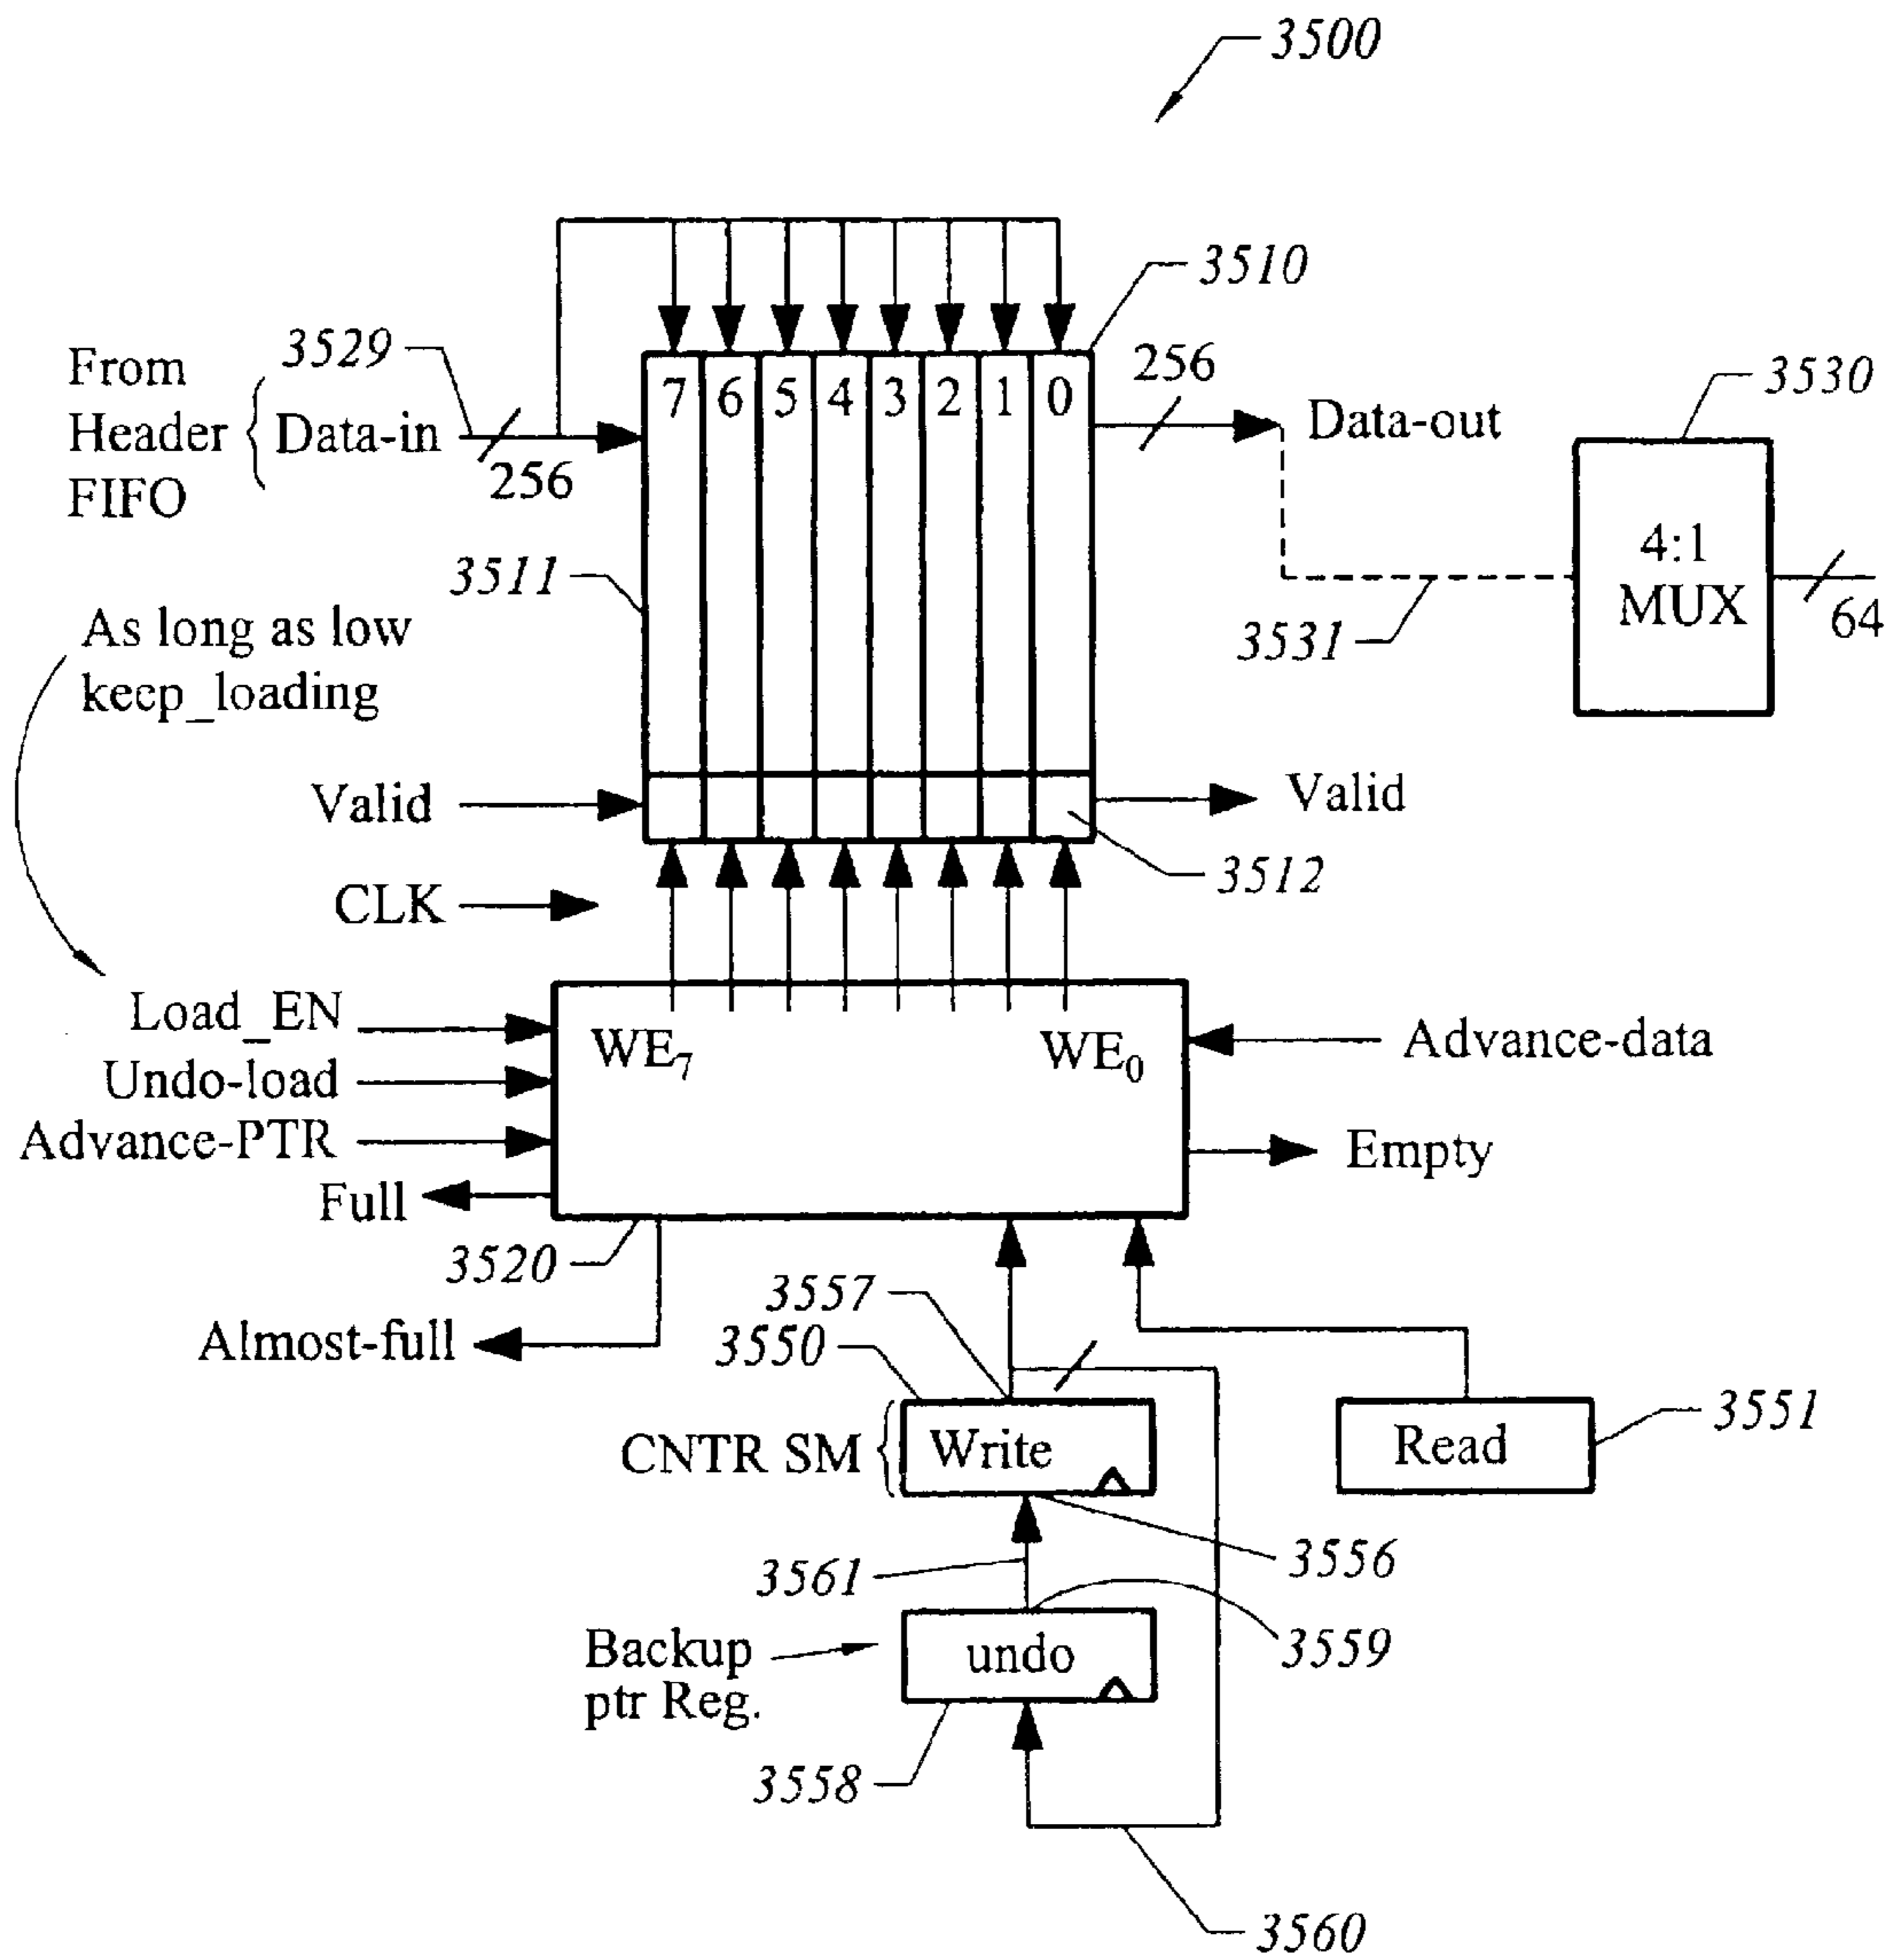 3500
3510
From
Header
FIFO
3529
Data-in
256
7 6 5 4 3 2 1 0
256
Data-out
3530
4:1
MUX
64
3531
3511
As long as low
keep_loading
Valid
Valid
3512
CLK
Load_EN
Undo-load
Advance-PTR
Full
WE7
WE0
Advance-data
Empty
3520
Almost-full
3557
3550
CNTR SM
Write
Read
3551
3556
3561
Backup
ptr Reg.
undo
3559
3558
3560